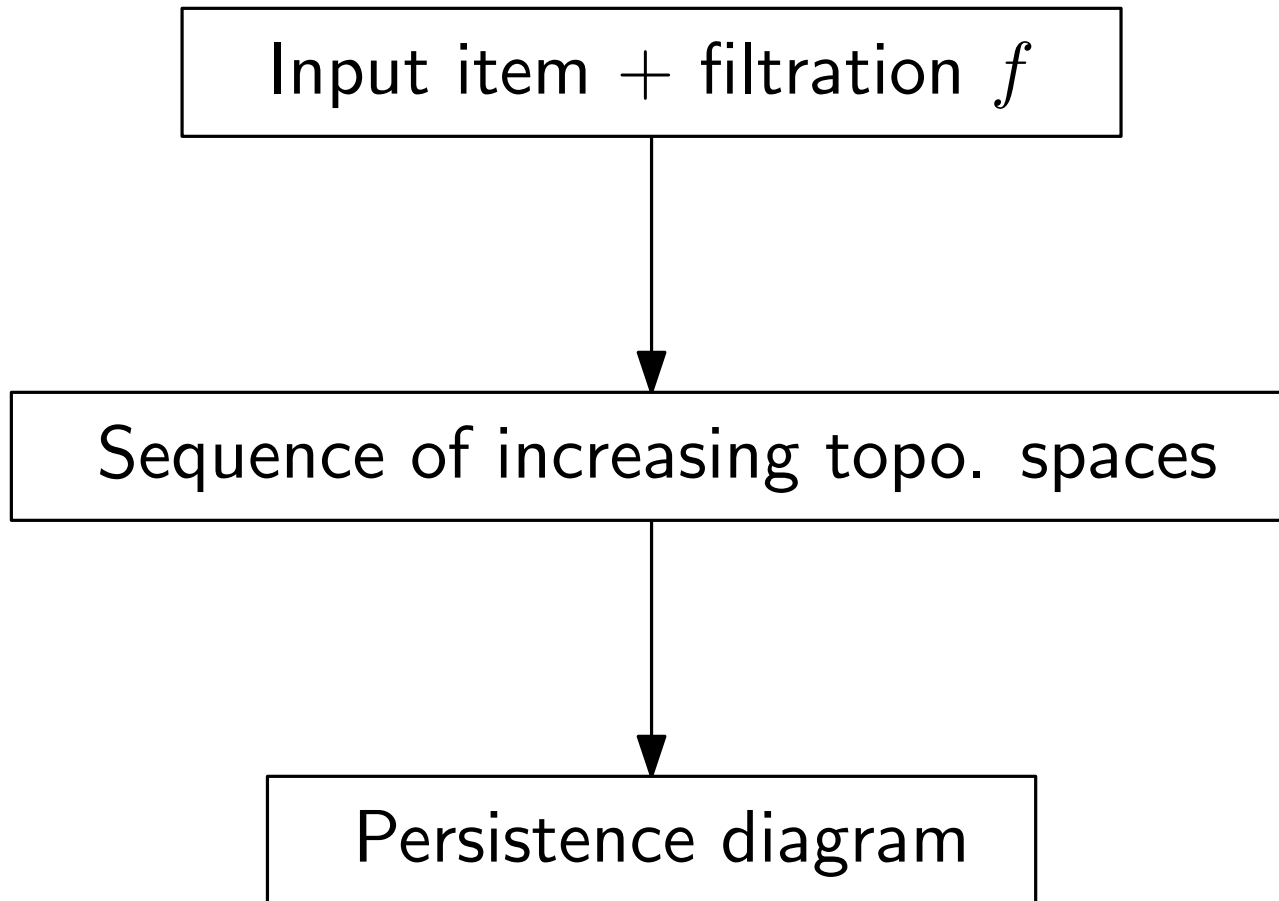 Input item + filtration f
Sequence of increasing topo. spaces
Persistence diagram